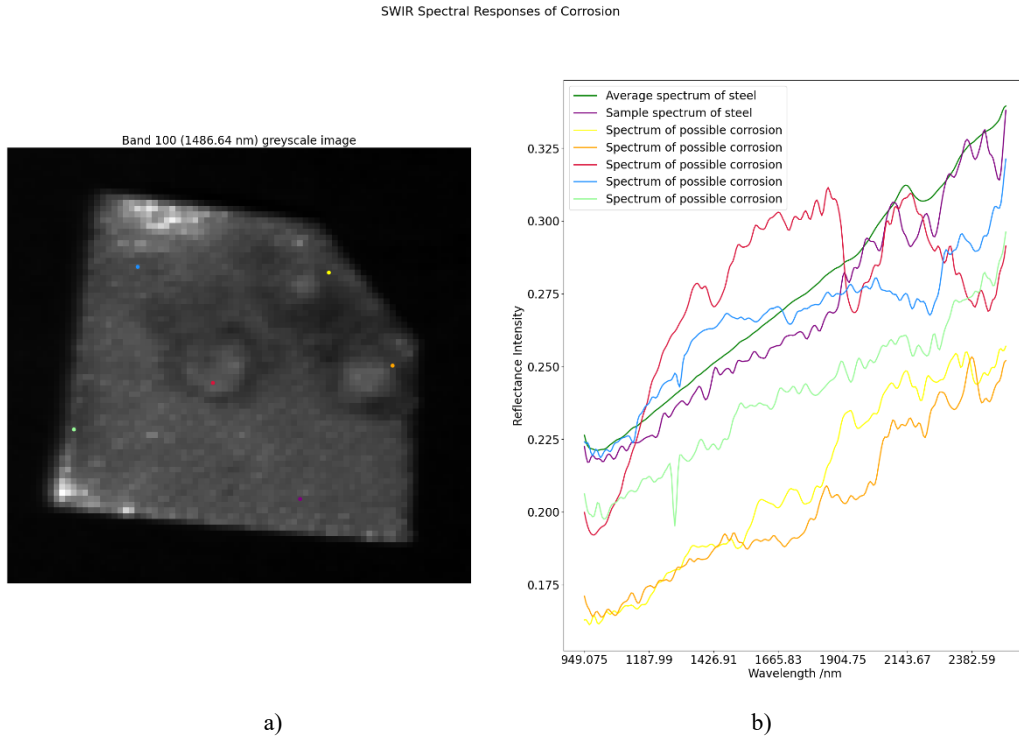 SWIR Spectral Responses of Corrosion
Band 100 (1486.64 nm) greyscale image
Average spectrum of steel
Sample spectrum of steel
Spectrum of possible corrosion
Spectrum of possible corrosion
Spectrum of possible corrosion
Spectrum of possible corrosion
Spectrum of possible corrosion
0.325
0.300
0.275
0.250
0.225
0.200
0.175
Reflectance Intensity
949.075 1187.99 1426.91 1665.83 1904.75 2143.67 2382.59
Wavelength /nm
a) b)